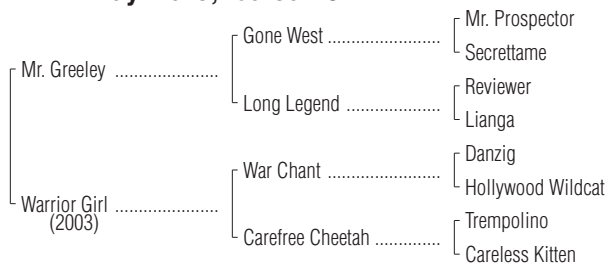 Mr. Prospector
Gone West
Secrettame
Mr. Greeley
Reviewer
Long Legend
Lianga
Danzig
War Chant
Hollywood Wildcat
Warrior Girl
(2003)
Trempolino
Carefree Cheetah
Careless Kitten